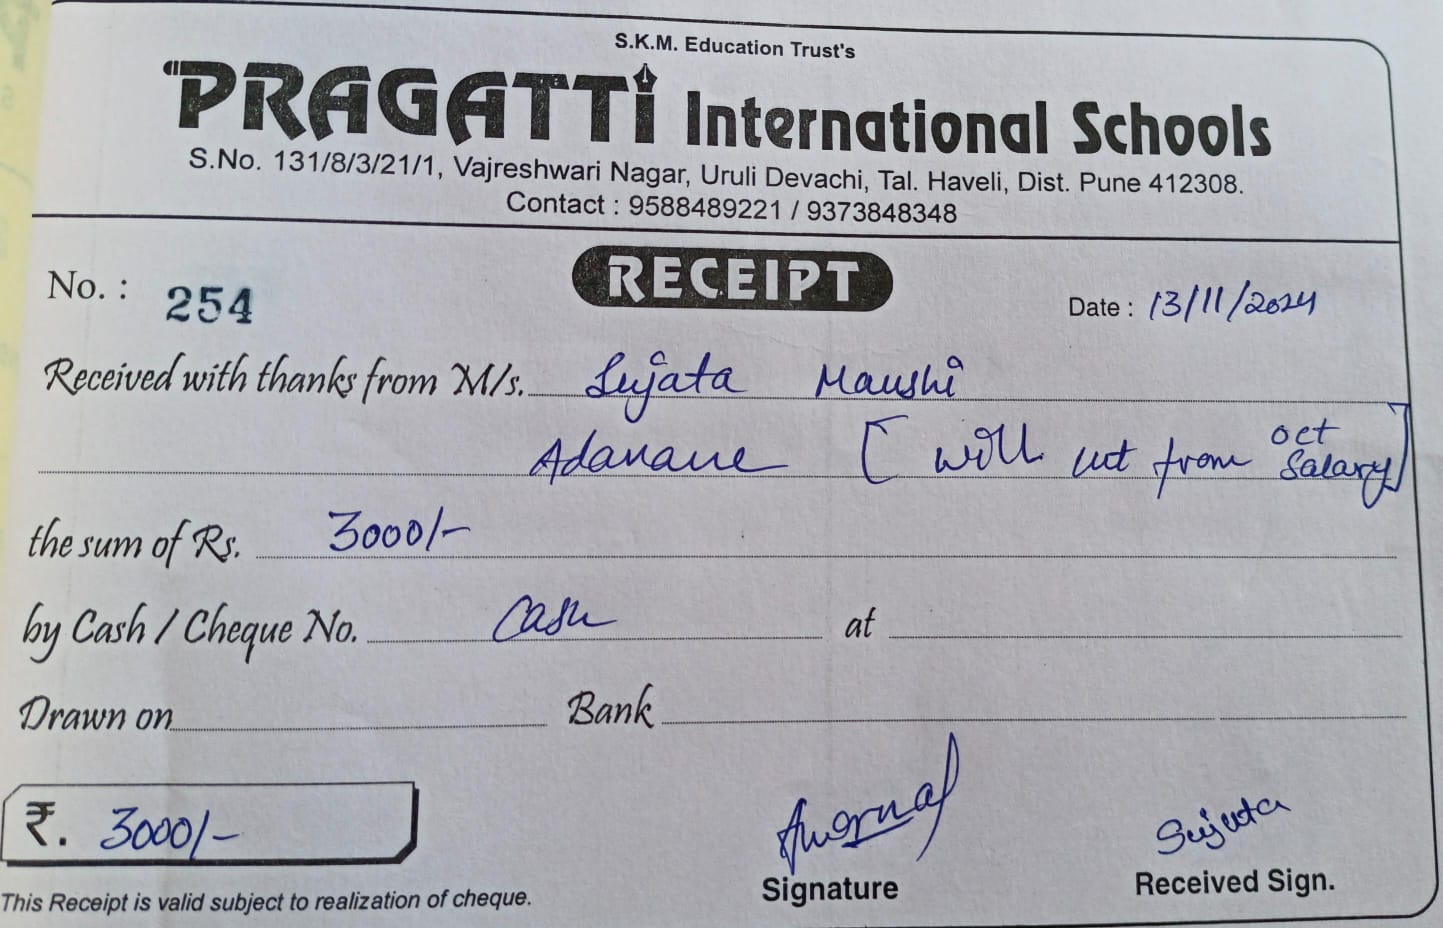 S.K.M. Education Trust's
PRAGATTi International Schools
S.No. 131/8/3/21/1, Vajreshwari Nagar, Uruli Devachi, Tal. Haveli, Dist. Pune 412308.
Contact : 9588489221 / 9373848348
RECEIPT
No. : 254
Date : 13/11/2024
Received with thanks from M/s. Sujata Maushi
Advance [ will cut from oct salary]
the sum of Rs. 3000/-
by Cash / Cheque No. Cash at
Drawn on Bank
₹. 3000/-
Sujata
Signature Received Sign.
This Receipt is valid subject to realization of cheque.